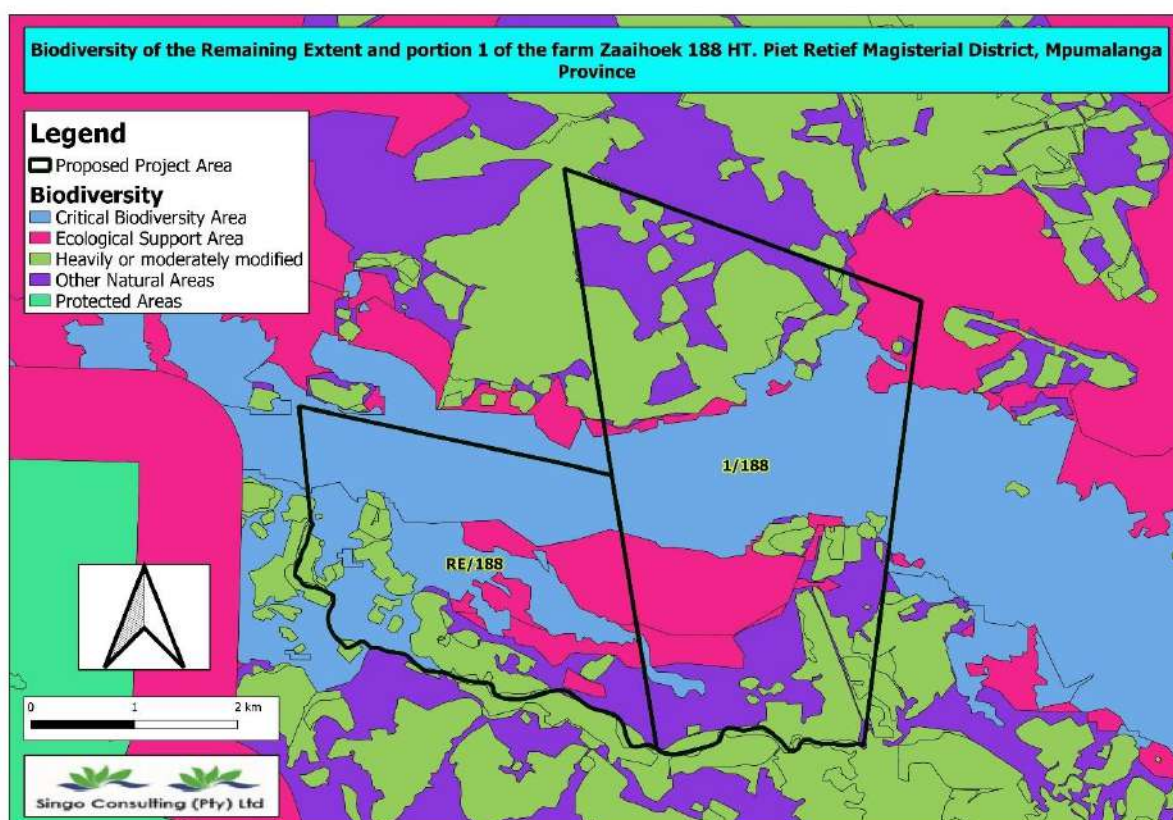 Biodiversity of the Remaining Extent and portion 1 of the farm Zaaihoek 188 HT. Piet Retief Magisterial District, Mpumalanga
Province
Legend
Proposed Project Area
Biodiversity
Critical Biodiversity Area
Ecological Support Area
Heavily or moderately modified
Other Natural Areas
Protected Areas
1/188
RE/188
0 1 2 km
Singo Consulting (Pty) Ltd